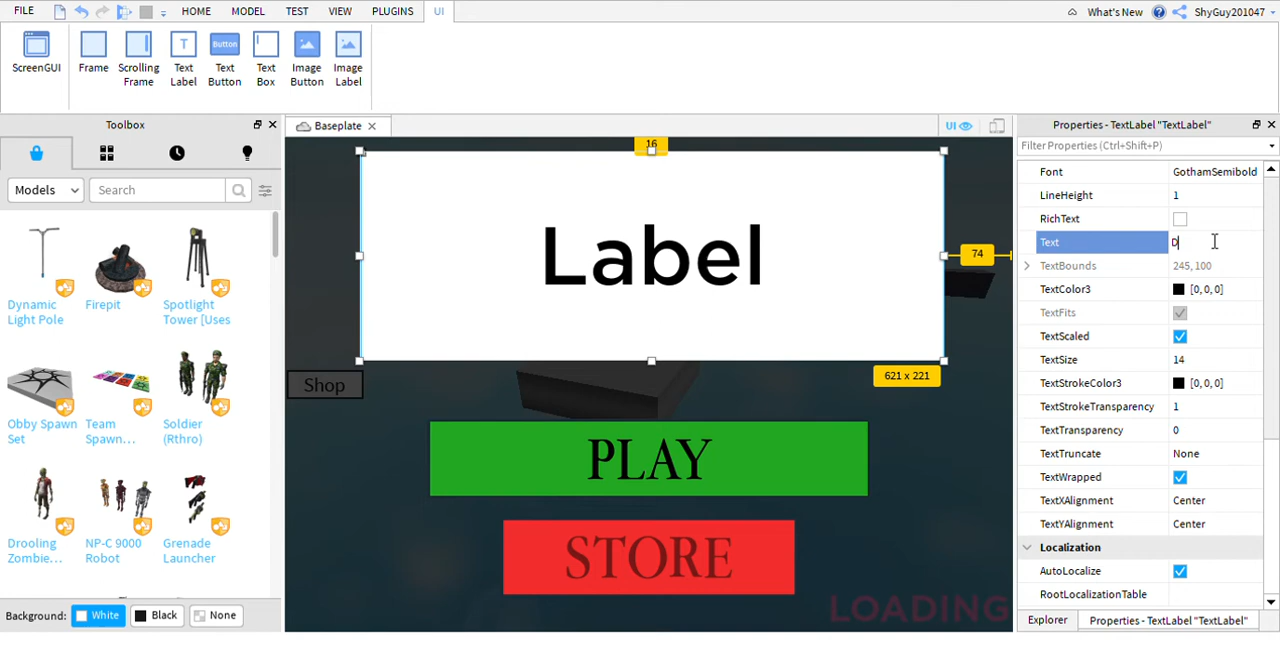 FILE HOME MODEL TEST VIEW PLUGINS UI What's New ShyGuy201047
ScreenGUI Frame Scrolling Frame Text Label Button Text Button Text Box Image Button Image Label
Toolbox
Models Search
Dynamic Light Pole
Firepit
Spotlight Tower [Uses
Obby Spawn Set
Team Spawn...
Soldier (Rthro)
Drooling Zombie...
NP-C 9000 Robot
Grenade Launcher
Background: White Black None
Baseplate UI
16
Label
74
621 x 221
Shop
PLAY
STORE
LOADING
Properties - TextLabel "TextLabel"
Filter Properties (Ctrl+Shift+P)
Font GothamSemibold
LineHeight 1
RichText
Text D
TextBounds 245, 100
TextColor3 [0, 0, 0]
TextFits
TextScaled
TextSize 14
TextStrokeColor3 [0, 0, 0]
TextStrokeTransparency 1
TextTransparency 0
TextTruncate None
TextWrapped
TextXAlignment Center
TextYAlignment Center
Localization
AutoLocalize
RootLocalizationTable
Explorer Properties - TextLabel "TextLabel"